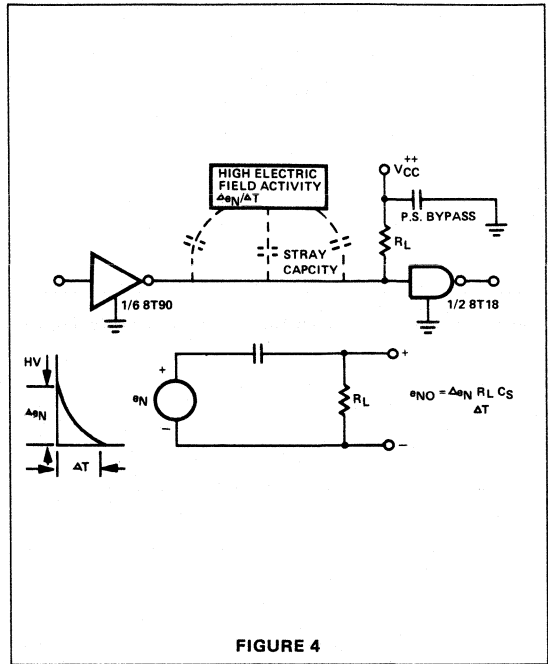 HIGH ELECTRIC
FIELD ACTIVITY
ΔeN/ΔT
++
VCC
P.S. BYPASS
RL
STRAY
CAPCITY
1/6 8T90
1/2 8T18
HV
ΔeN
ΔT
+
eN
−
RL
+
−
eNO = ΔeN RL CS
ΔT
FIGURE 4